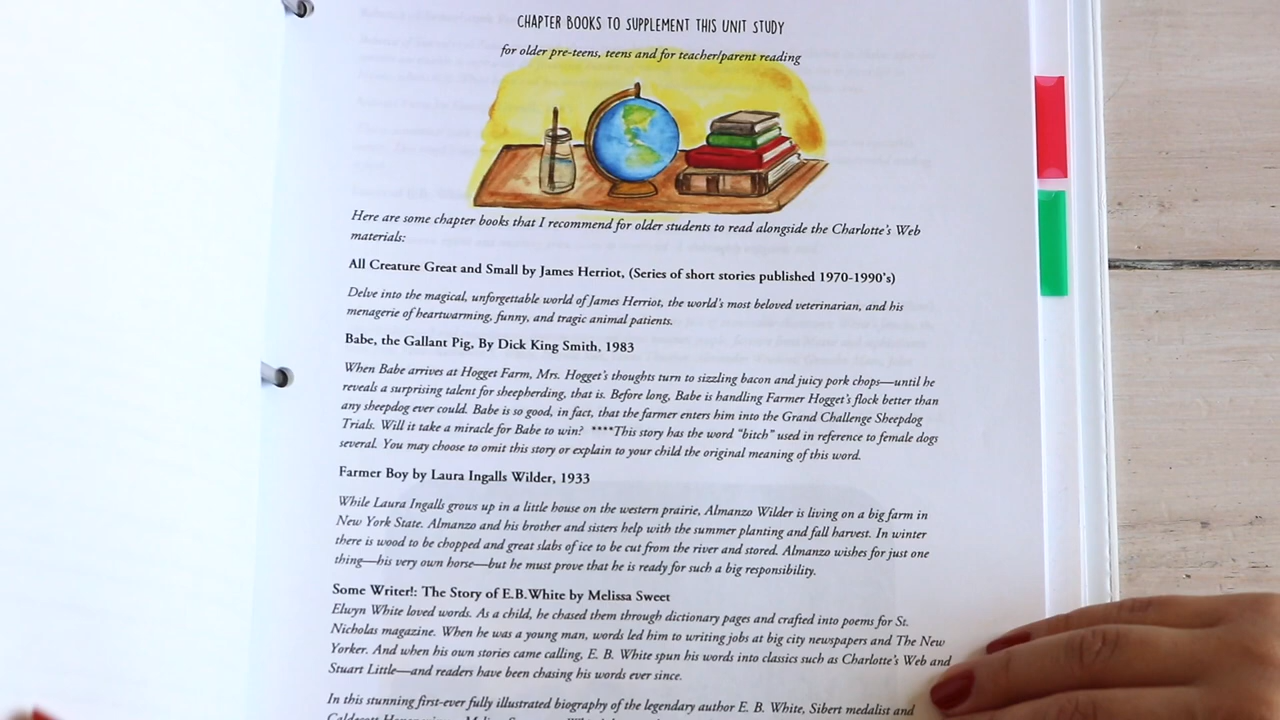 CHAPTER BOOKS TO SUPPLEMENT THIS UNIT STUDY
for older pre-teens, teens and for teacher/parent reading
Here are some chapter books that I recommend for older students to read alongside the Charlotte's Web
materials:
All Creature Great and Small by James Herriot, (Series of short stories published 1970-1990's)
Delve into the magical, unforgettable world of James Herriot, the world's most beloved veterinarian, and his
menagerie of heartwarming, funny, and tragic animal patients.
Babe, the Gallant Pig, By Dick King Smith, 1983
When Babe arrives at Hogget Farm, Mrs. Hogget's thoughts turn to sizzling bacon and juicy pork chops—until he
reveals a surprising talent for sheepherding, that is. Before long, Babe is handling Farmer Hogget's flock better than
any sheepdog ever could. Babe is so good, in fact, that the farmer enters him into the Grand Challenge Sheepdog
Trials. Will it take a miracle for Babe to win? ****This story has the word "bitch" used in reference to female dogs
several. You may choose to omit this story or explain to your child the original meaning of this word.
Farmer Boy by Laura Ingalls Wilder, 1933
While Laura Ingalls grows up in a little house on the western prairie, Almanzo Wilder is living on a big farm in
New York State. Almanzo and his brother and sisters help with the summer planting and fall harvest. In winter
there is wood to be chopped and great slabs of ice to be cut from the river and stored. Almanzo wishes for just one
thing—his very own horse—but he must prove that he is ready for such a big responsibility.
Some Writer!: The Story of E.B.White by Melissa Sweet
Elwyn White loved words. As a child, he chased them through dictionary pages and crafted into poems for St.
Nicholas magazine. When he was a young man, words led him to writing jobs at big city newspapers and The New
Yorker. And when his own stories came calling, E. B. White spun his words into classics such as Charlotte's Web and
Stuart Little—and readers have been chasing his words ever since.
In this stunning first-ever fully illustrated biography of the legendary author E. B. White, Sibert medalist and